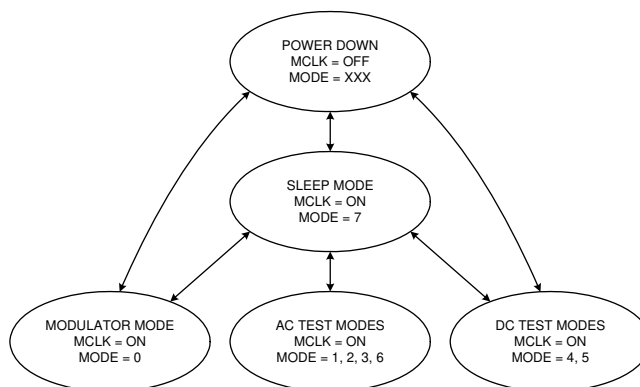 POWER DOWN
MCLK = OFF
MODE = XXX
SLEEP MODE
MCLK = ON
MODE = 7
MODULATOR MODE
MCLK = ON
MODE = 0
AC TEST MODES
MCLK = ON
MODE = 1, 2, 3, 6
DC TEST MODES
MCLK = ON
MODE = 4, 5